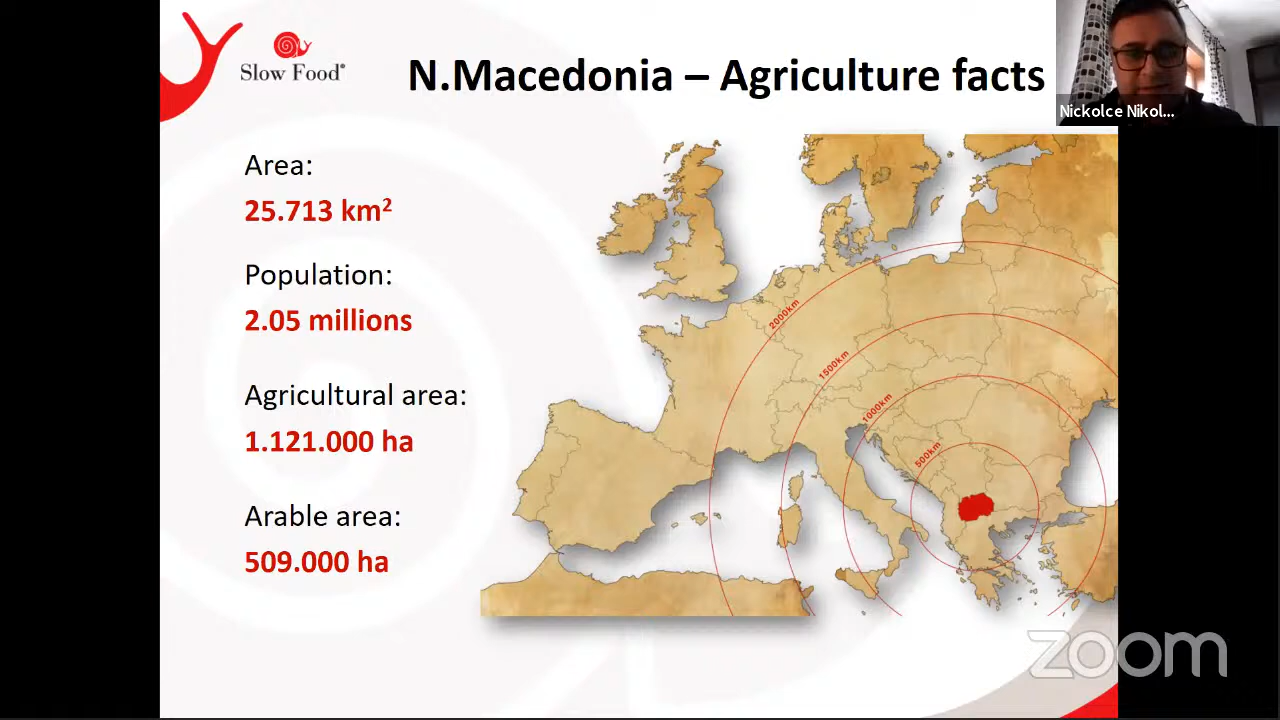 Slow Food®
N.Macedonia – Agriculture facts
Nickolce Nikol...
Area:
25.713 km²
Population:
2.05 millions
Agricultural area:
1.121.000 ha
Arable area:
509.000 ha
2000km
1500km
1000km
500km
zoom